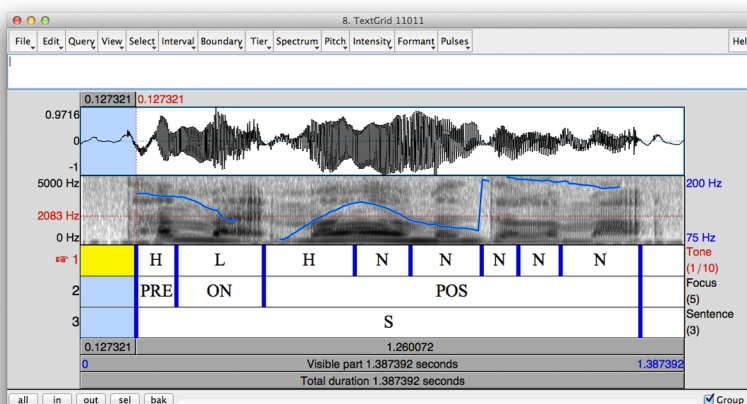 8. TextGrid 11011
File Edit Query View Select Interval Boundary Tier Spectrum Pitch Intensity Formant Pulses Hel
0.127321 0.127321
0.9716
0
-1
5000 Hz 200 Hz
2083 Hz
0 Hz 75 Hz
1 H L H N N N N N Tone (1/10)
2 PRE ON POS Focus (5)
3 S Sentence (3)
0.127321 1.260072
0 Visible part 1.387392 seconds 1.387392
Total duration 1.387392 seconds
all in out sel bak Group